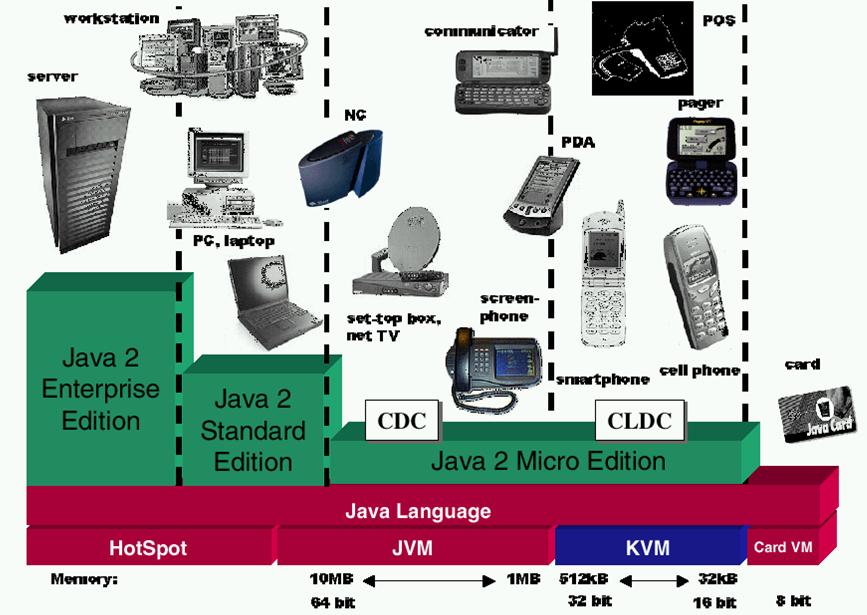 workstation
communicator
POS
server
pager
NC
PDA
PC, laptop
screen-
phone
set-top box,
net TV
smartphone
cell phone
card
Java Card
Java 2
Enterprise
Edition
Java 2
Standard
Edition
CDC
CLDC
Java 2 Micro Edition
Java Language
HotSpot
JVM
KVM
Card VM
Memory:
10MB
1MB
512kB
32kB
64 bit
32 bit
16 bit
8 bit